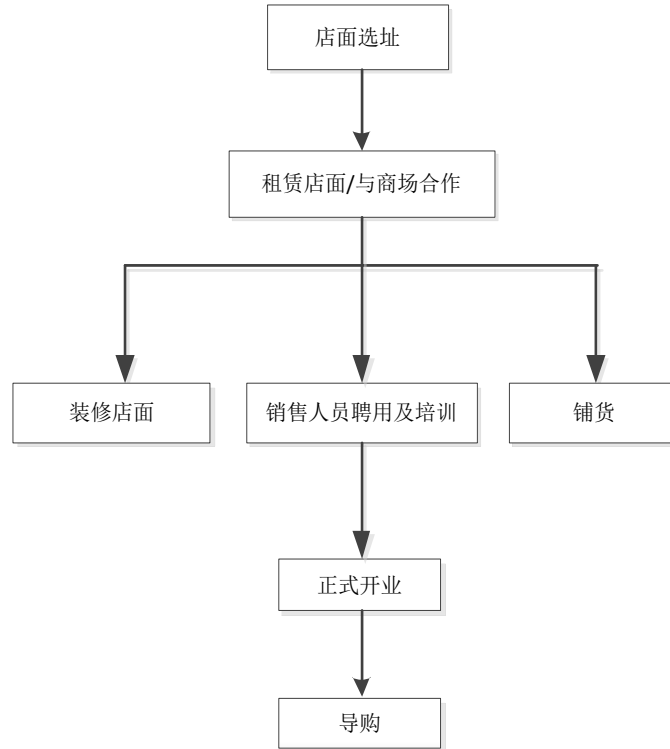 店面选址
租赁店面/与商场合作
装修店面
销售人员聘用及培训
铺货
正式开业
导购